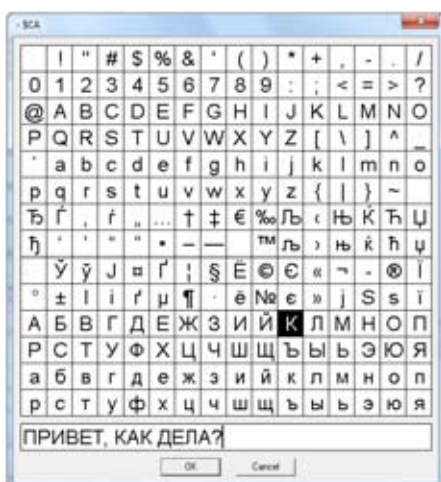 - SCA
! " # $ % & ' ( ) * + , - . /
0 1 2 3 4 5 6 7 8 9 : ; < = > ?
@ A B C D E F G H I J K L M N O
P Q R S T U V W X Y Z [ \ ] ^ _
` a b c d e f g h i j k l m n o
p q r s t u v w x y z { | } ~
Ђ Ѓ ‚ ѓ „ … † ‡ € ‰ Љ ‹ Њ Ќ Ћ Џ
ђ ‘ ’ “ ” • – — ™ љ › њ ќ ћ џ
Ў ў Ј ¤ Ґ ¦ § Ё © Є « ¬ - ® Ї
° ± І і ґ µ ¶ · ё № є » ј Ѕ ѕ ї
А Б В Г Д Е Ж З И Й К Л М Н О П
Р С Т У Ф Х Ц Ч Ш Щ Ъ Ы Ь Э Ю Я
а б в г д е ж з и й к л м н о п
р с т у ф х ц ч ш щ ъ ы ь э ю я
ПРИВЕТ, КАК ДЕЛА?
OK Cancel